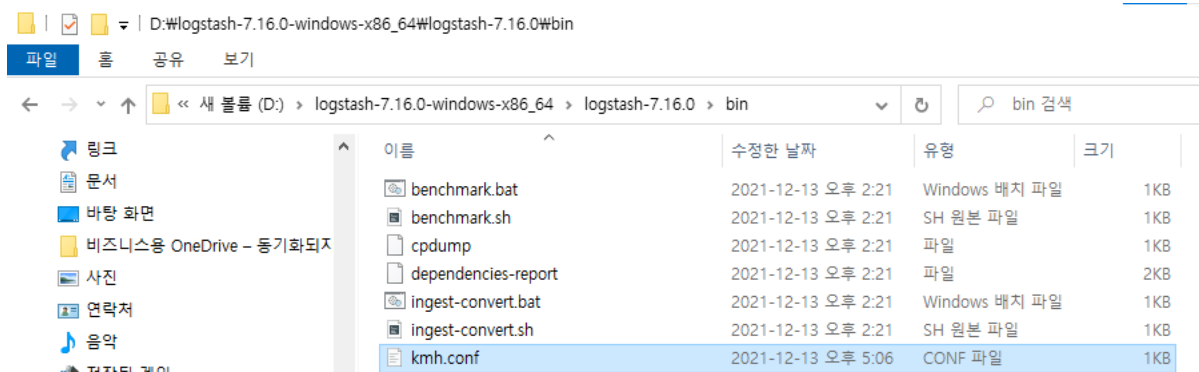 D:₩logstash-7.16.0-windows-x86_64₩logstash-7.16.0₩bin
파일 홈 공유 보기
« 새 볼륨 (D:) › logstash-7.16.0-windows-x86_64 › logstash-7.16.0 › bin bin 검색
링크
문서
바탕 화면
비즈니스용 OneDrive – 동기화되지
사진
연락처
음악
이름 수정한 날짜 유형 크기
benchmark.bat 2021-12-13 오후 2:21 Windows 배치 파일 1KB
benchmark.sh 2021-12-13 오후 2:21 SH 원본 파일 1KB
cpdump 2021-12-13 오후 2:21 파일 1KB
dependencies-report 2021-12-13 오후 2:21 파일 2KB
ingest-convert.bat 2021-12-13 오후 2:21 Windows 배치 파일 1KB
ingest-convert.sh 2021-12-13 오후 2:21 SH 원본 파일 1KB
kmh.conf 2021-12-13 오후 5:06 CONF 파일 1KB